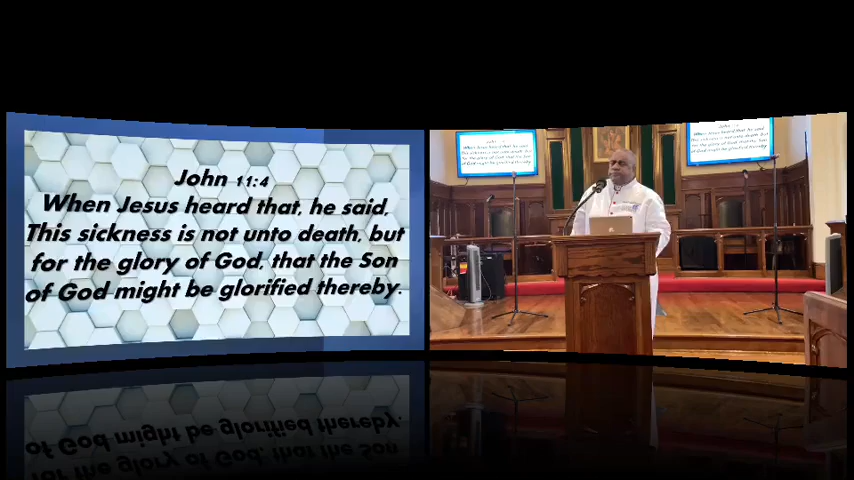 John 11:4
When Jesus heard that, he said,
This sickness is not unto death, but
for the glory of God, that the Son
of God might be glorified thereby.